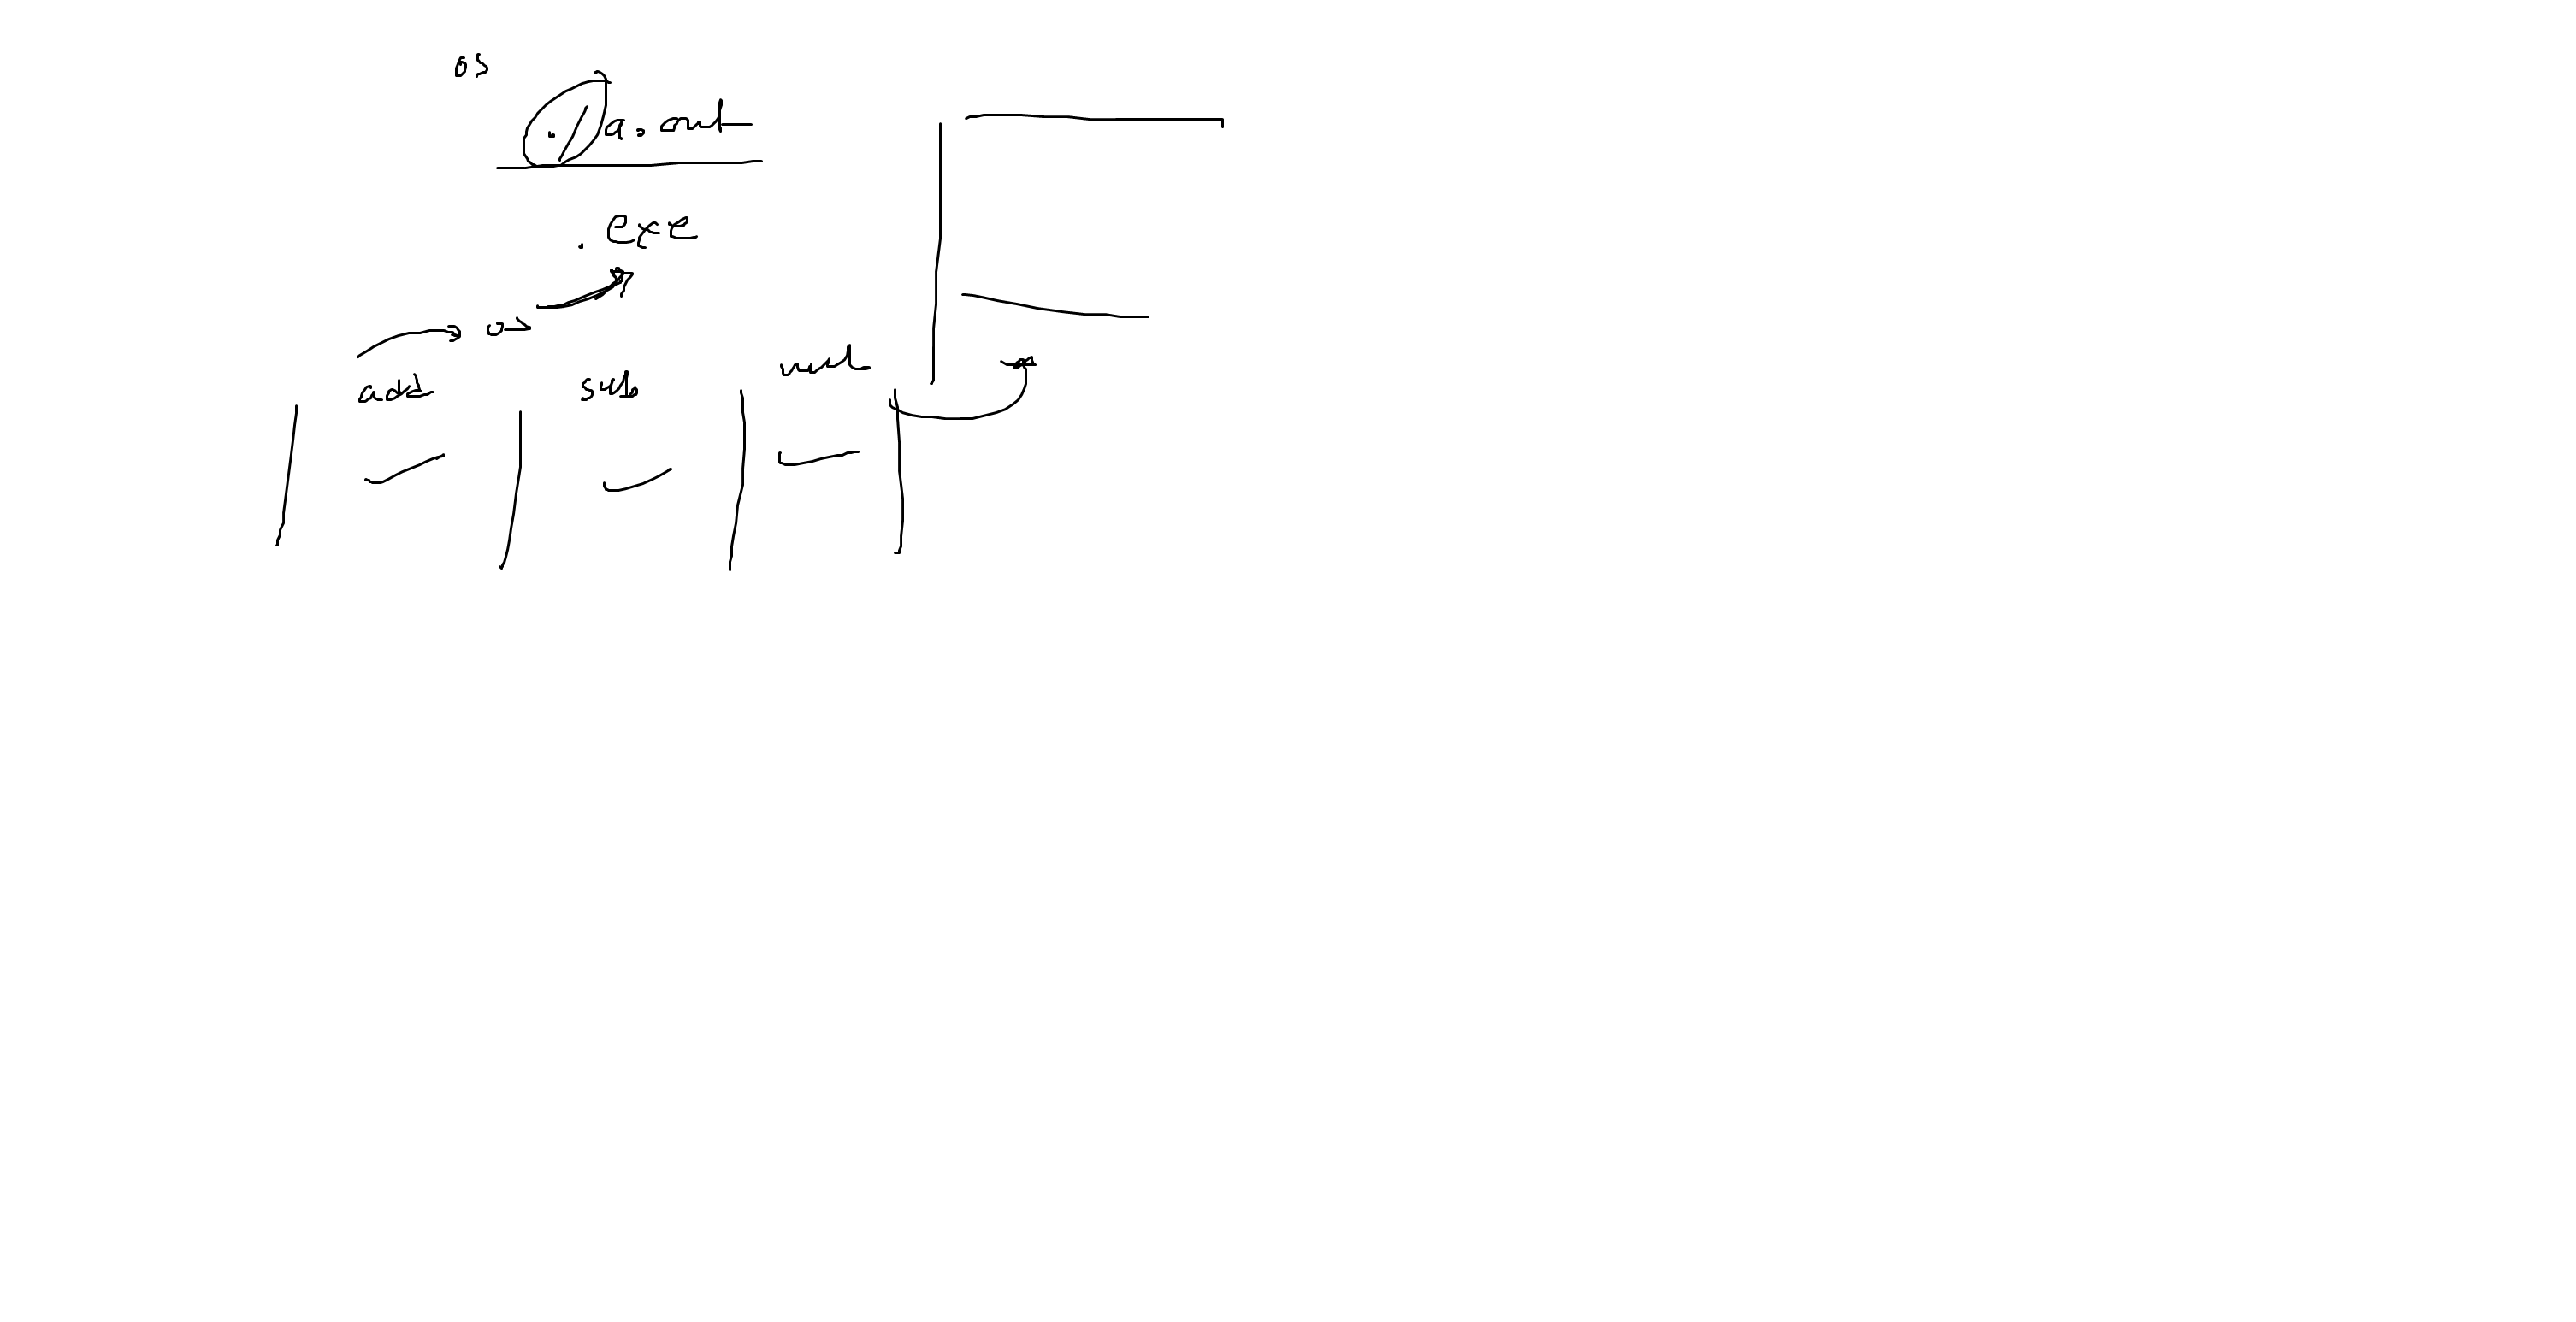 os
./a.out
.exe
os
add sub mul